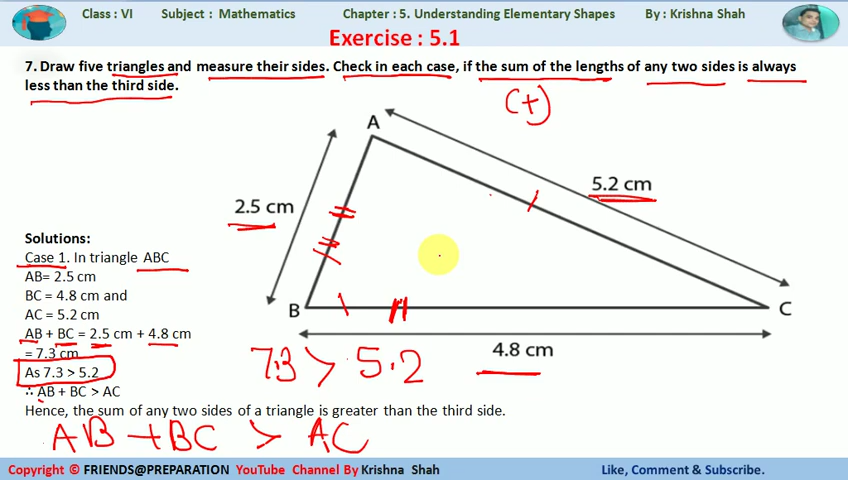 Class : VI Subject : Mathematics Chapter : 5. Understanding Elementary Shapes By : Krishna Shah
Exercise : 5.1
7. Draw five triangles and measure their sides. Check in each case, if the sum of the lengths of any two sides is always
less than the third side.
(+)
A
5.2 cm
2.5 cm
Solutions:
Case 1. In triangle ABC
AB= 2.5 cm
BC = 4.8 cm and
AC = 5.2 cm
B
C
AB + BC = 2.5 cm + 4.8 cm
= 7.3 cm
4.8 cm
7.3 > 5.2
As 7.3 > 5.2
∴ AB + BC > AC
Hence, the sum of any two sides of a triangle is greater than the third side.
AB + BC > AC
Copyright © FRIENDS@PREPARATION YouTube Channel By Krishna Shah Like, Comment & Subscribe.